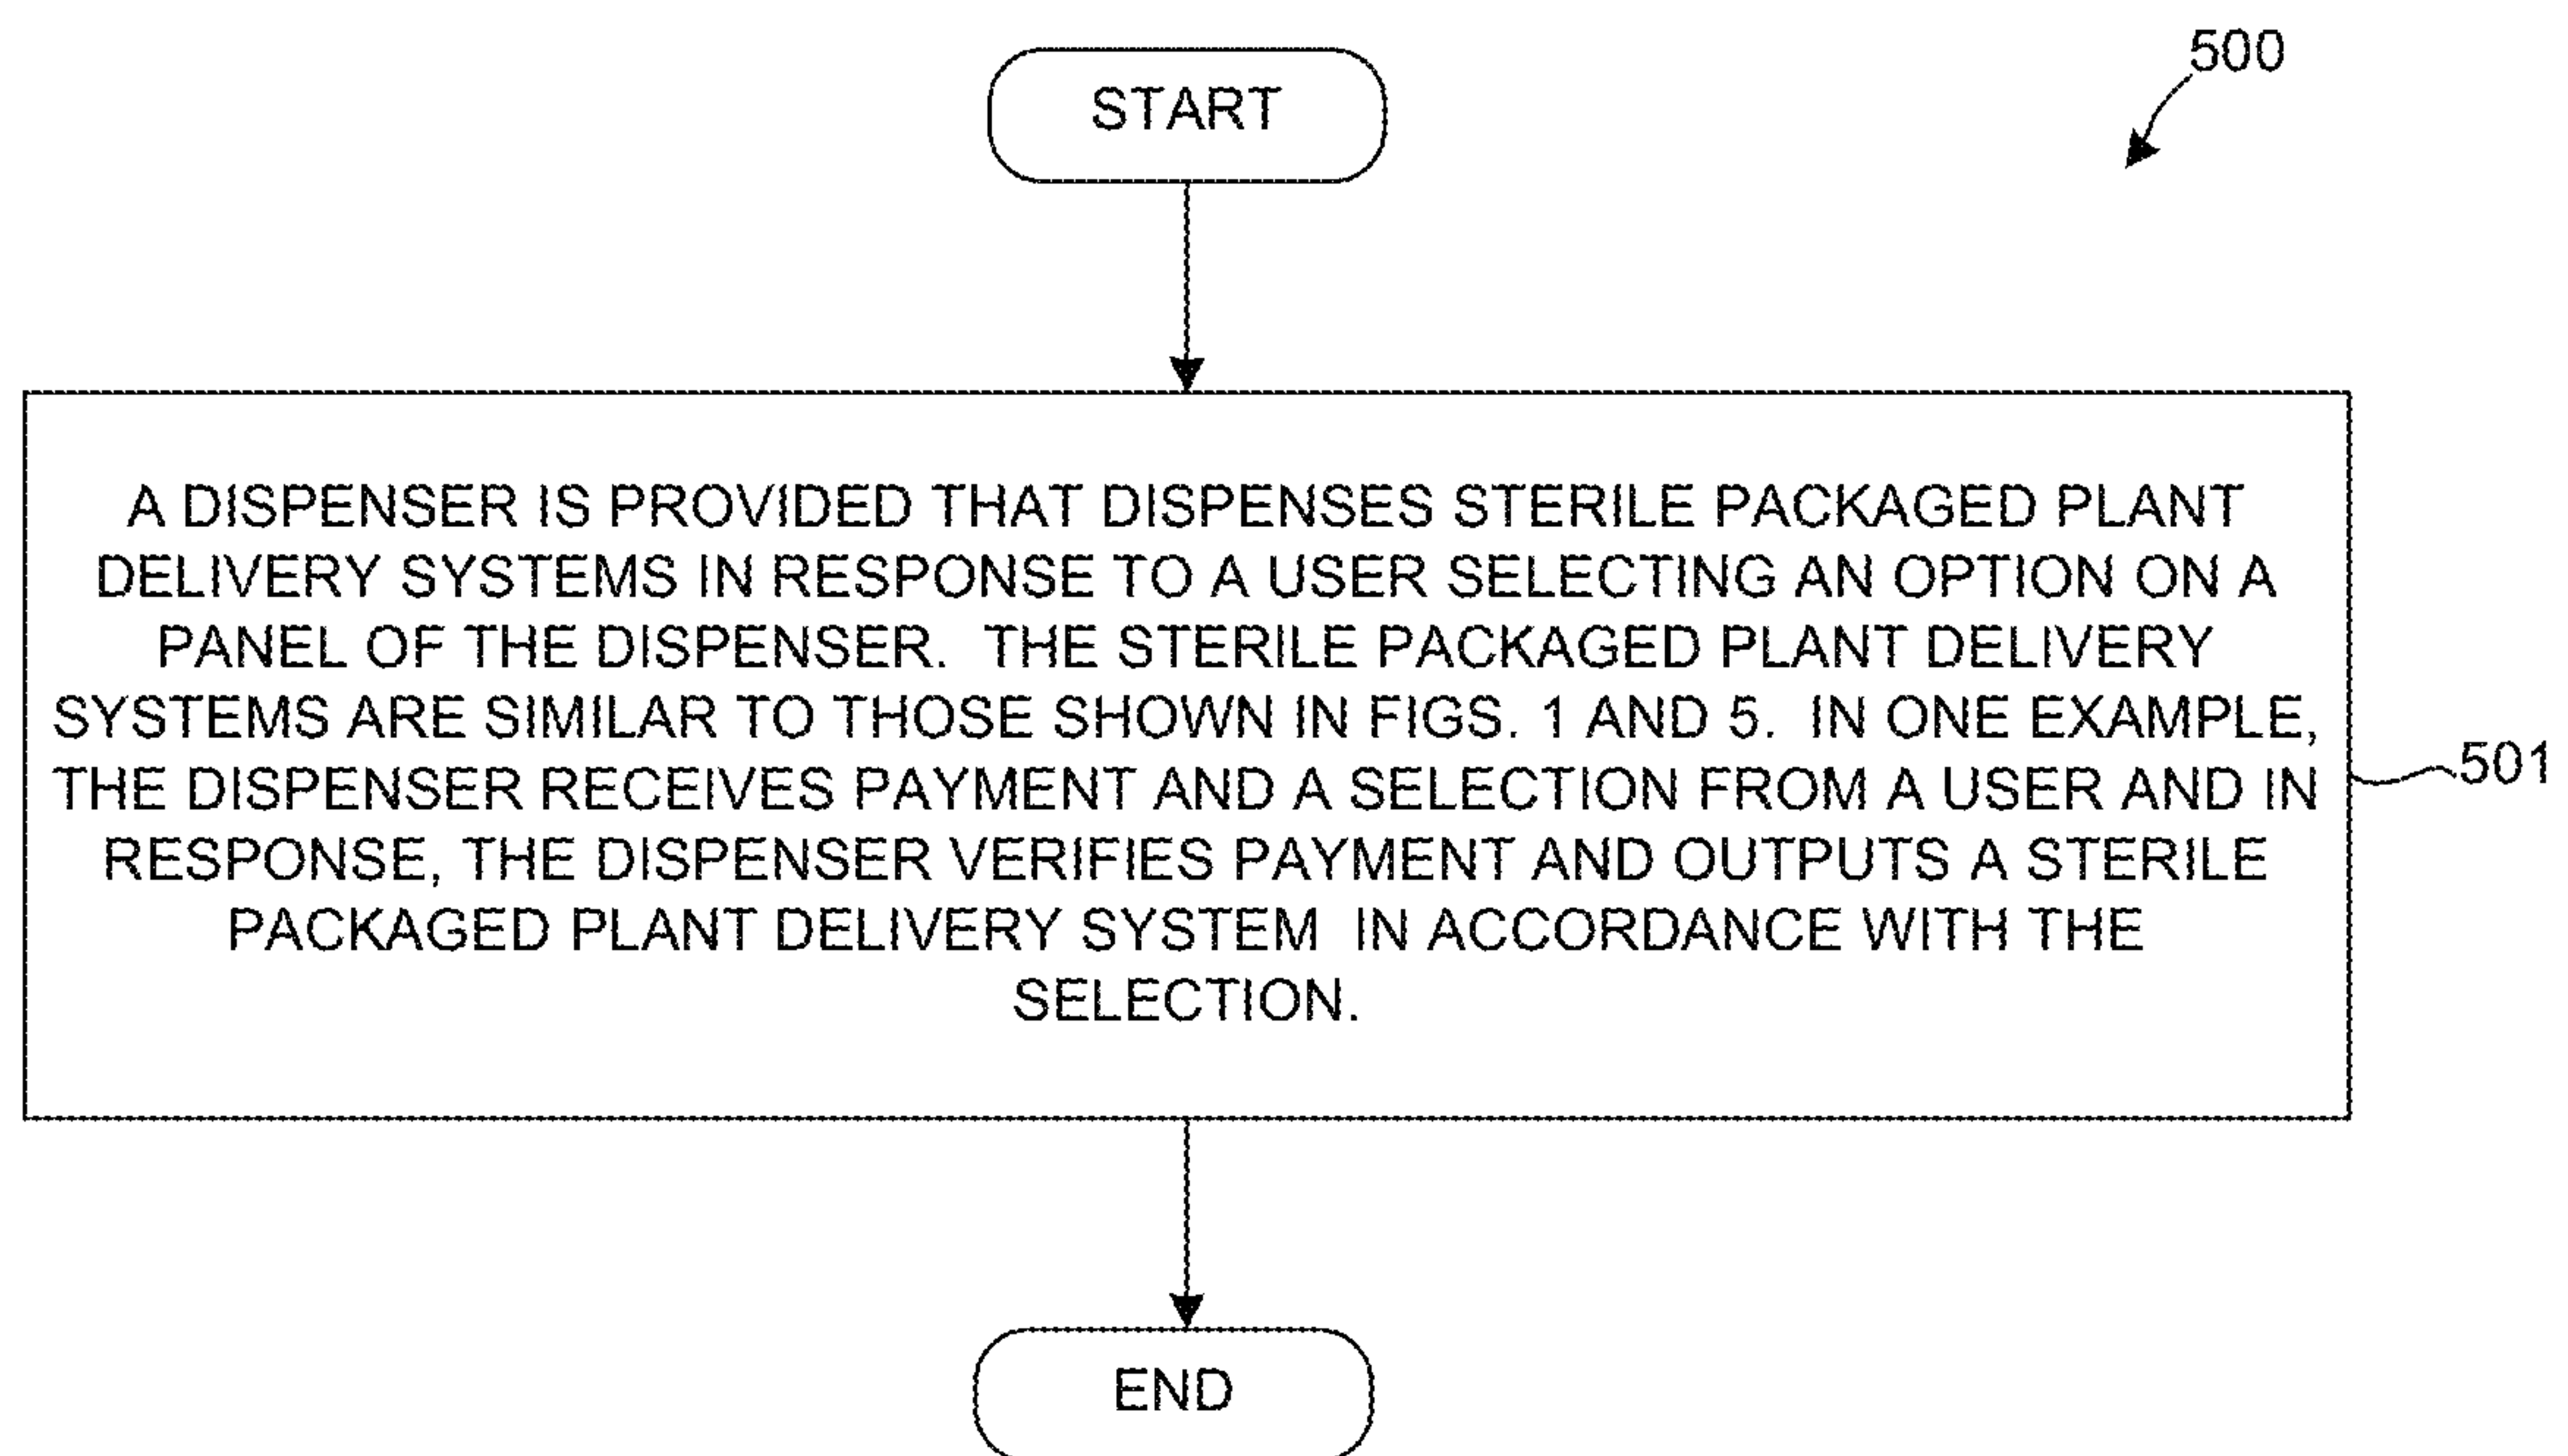 500
START
A DISPENSER IS PROVIDED THAT DISPENSES STERILE PACKAGED PLANT
DELIVERY SYSTEMS IN RESPONSE TO A USER SELECTING AN OPTION ON A
PANEL OF THE DISPENSER.  THE STERILE PACKAGED PLANT DELIVERY
SYSTEMS ARE SIMILAR TO THOSE SHOWN IN FIGS. 1 AND 5.  IN ONE EXAMPLE,
THE DISPENSER RECEIVES PAYMENT AND A SELECTION FROM A USER AND IN
RESPONSE, THE DISPENSER VERIFIES PAYMENT AND OUTPUTS A STERILE
PACKAGED PLANT DELIVERY SYSTEM  IN ACCORDANCE WITH THE
SELECTION.
501
END